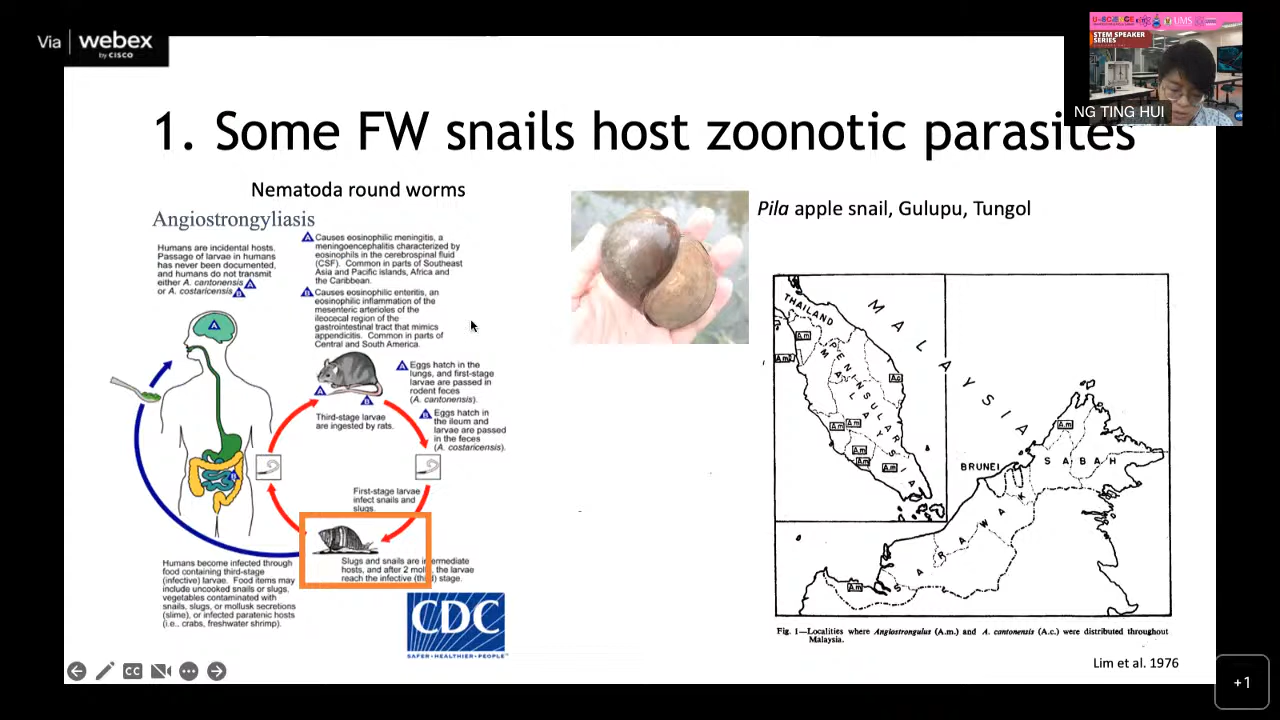 Via webex
by CISCO
UMS
STEM SPEAKER
SERIES
NG TING HUI
1. Some FW snails host zoonotic parasites
Nematoda round worms
Angiostrongyliasis
Humans are incidental hosts.
Passage of larvae in humans
has never been documented,
and humans do not transmit
either A. cantonensis A
or A. costaricensis B
A Causes eosinophilic meningitis, a
meningoencephalitis characterized by
eosinophils in the cerebrospinal fluid
(CSF). Common in parts of Southeast
Asia and Pacific islands, Africa and
the Caribbean.
B Causes eosinophilic enteritis, an
eosinophilic inflammation of the
mesenteric arterioles of the
ileocecal region of the
gastrointestinal tract that mimics
appendicitis. Common in parts of
Central and South America.
A
A
B
A Eggs hatch in the
lungs, and first-stage
larvae are passed in
rodent feces
(A. cantonensis).
B Eggs hatch in
the ileum and
larvae are passed
in the feces
(A. costaricensis).
Third-stage larvae
are ingested by rats.
B
First-stage larvae
infect snails and
slugs.
Slugs and snails are intermediate
hosts, and after 2 molts, the larvae
reach the infective (third) stage.
Humans become infected through
food containing third-stage
(infective) larvae. Food items may
include uncooked snails or slugs,
vegetables contaminated with
snails, slugs, or mollusk secretions
(slime), or infected paratenic hosts
(i.e., crabs, freshwater shrimp).
CDC
SAFER•HEALTHIER•PEOPLE™
Pila apple snail, Gulupu, Tungol
THAILAND
MALAYSIA
PENINSULAR
MALAYSIA
A.m
A.m
A.c
A.m
A.m
A.m
A.m
A.m
A.m
BRUNEI
SABAH
SARAWAK
A.m
Fig. 1—Localities where Angiostrongulus (A.m.) and A. cantonensis (A.c.) were distributed throughout
Malaysia.
Lim et al. 1976
CC
+1